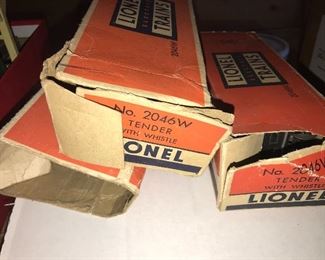 LIONEL
TRAINS
No. 2046W
TENDER
WITH WHISTLE
LIONEL
LIONEL
TRAINS
No. 2046W
TENDER
WITH WHISTLE
LIONEL